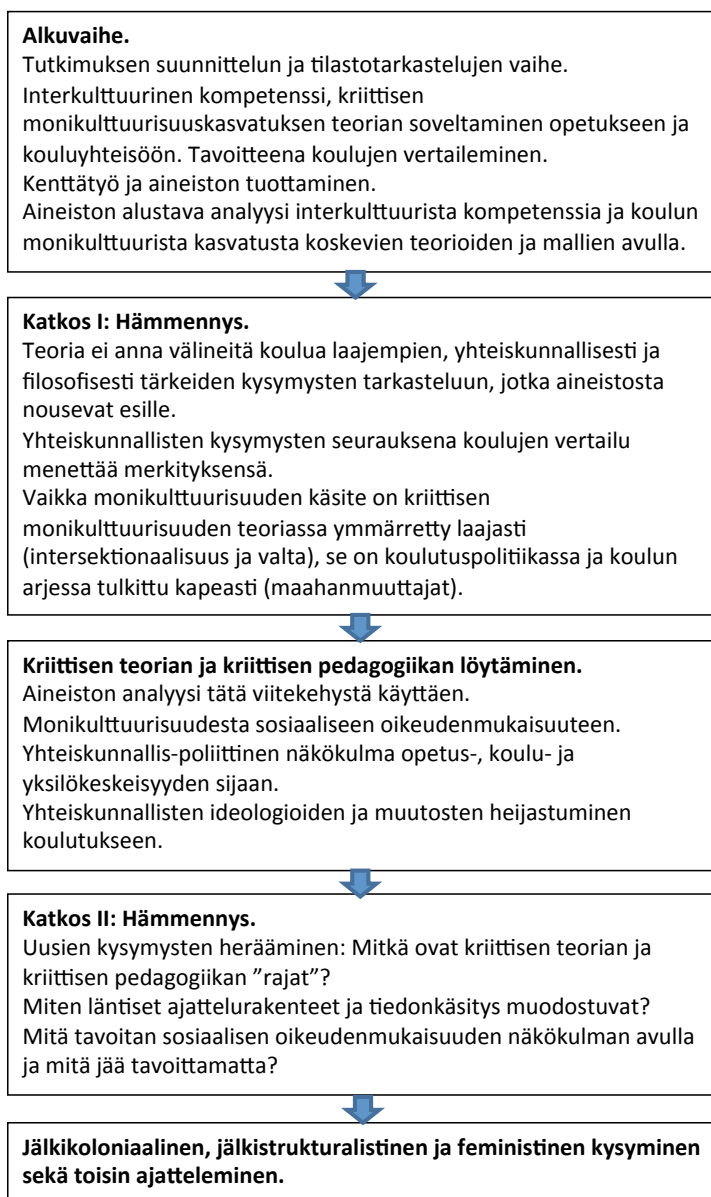 Alkuvaihe.
Tutkimuksen suunnittelun ja tilastotarkastelujen vaihe.
Interkulttuurinen kompetenssi, kriittisen
monikulttuurisuuskasvatuksen teorian soveltaminen opetukseen ja
kouluyhteisöön. Tavoitteena koulujen vertaileminen.
Kenttätyö ja aineiston tuottaminen.
Aineiston alustava analyysi interkulttuurista kompetenssia ja koulun
monikulttuurista kasvatusta koskevien teorioiden ja mallien avulla.
Katkos I: Hämmennys.
Teoria ei anna välineitä koulua laajempien, yhteiskunnallisesti ja
filosofisesti tärkeiden kysymysten tarkasteluun, jotka aineistosta
nousevat esille.
Yhteiskunnallisten kysymysten seurauksena koulujen vertailu
menettää merkityksensä.
Vaikka monikulttuurisuuden käsite on kriittisen
monikulttuurisuuden teoriassa ymmärretty laajasti
(intersektionaalisuus ja valta), se on koulutuspolitiikassa ja koulun
arjessa tulkittu kapeasti (maahanmuuttajat).
Kriittisen teorian ja kriittisen pedagogiikan löytäminen.
Aineiston analyysi tätä viitekehystä käyttäen.
Monikulttuurisuudesta sosiaaliseen oikeudenmukaisuuteen.
Yhteiskunnallis-poliittinen näkökulma opetus-, koulu- ja
yksilökeskeisyyden sijaan.
Yhteiskunnallisten ideologioiden ja muutosten heijastuminen
koulutukseen.
Katkos II: Hämmennys.
Uusien kysymysten herääminen: Mitkä ovat kriittisen teorian ja
kriittisen pedagogiikan ”rajat”?
Miten läntiset ajattelurakenteet ja tiedonkäsitys muodostuvat?
Mitä tavoitan sosiaalisen oikeudenmukaisuuden näkökulman avulla
ja mitä jää tavoittamatta?
Jälkikoloniaalinen, jälkistrukturalistinen ja feministinen kysyminen
sekä toisin ajatteleminen.